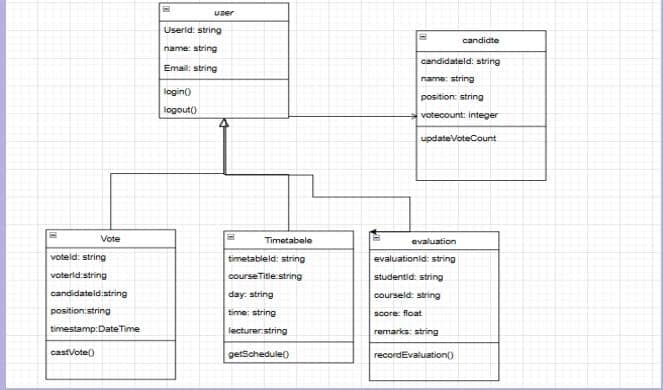 user
UserId: string
name: string
Email: string
login()
logout()
candidte
candidateId: string
name: string
position: string
votecount: integer
updateVoteCount
Vote
voteId: string
voterId:string
candidateId:string
position:string
timestamp:DateTime
castVote()
Timetabele
timetableId: string
courseTitle:string
day: string
time: string
lecturer:string
getSchedule()
evaluation
evaluationId: string
studentId: string
courseId: string
score: float
remarks: string
recordEvaluation()